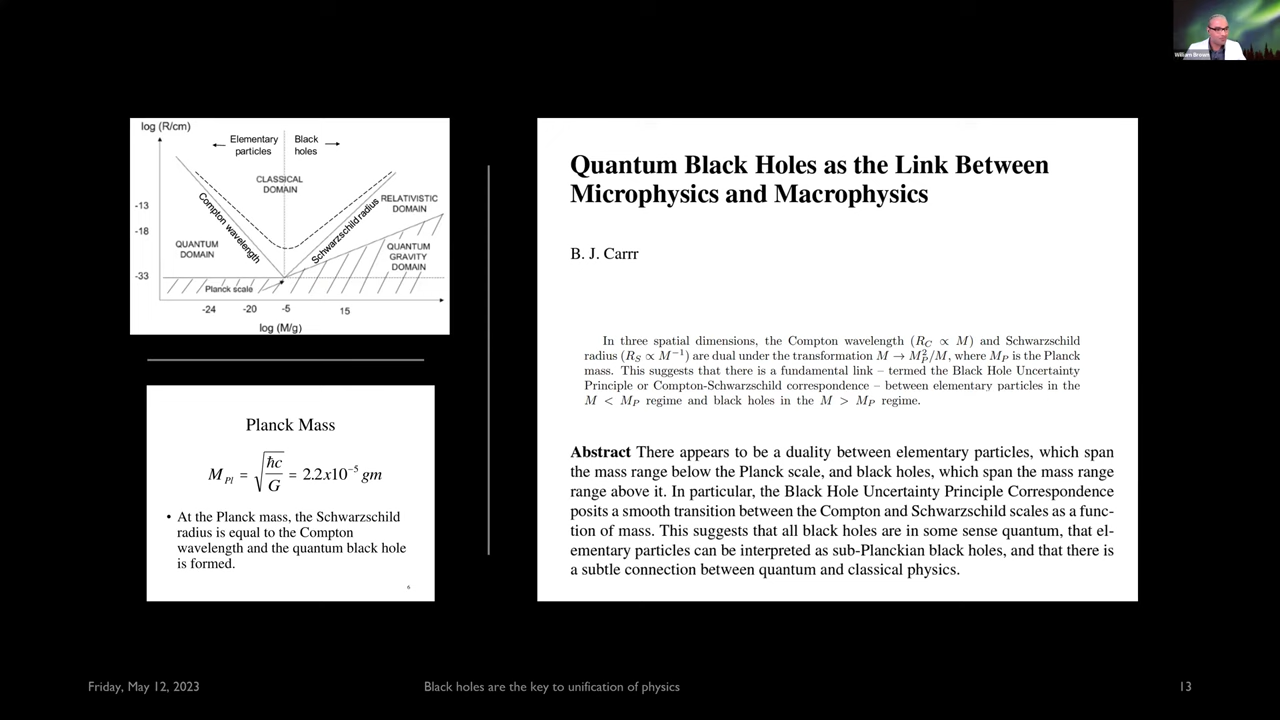 William Brown
log (R/cm)
Elementary particles
Black holes
CLASSICAL DOMAIN
Compton wavelength
Schwarzschild radius
RELATIVISTIC DOMAIN
QUANTUM DOMAIN
QUANTUM GRAVITY DOMAIN
Planck scale
-13
-18
-33
-24 -20 -5 15
log (M/g)
Planck Mass
M_Pl = √(ħc/G) = 2.2x10⁻⁵ gm
• At the Planck mass, the Schwarzschild
radius is equal to the Compton
wavelength and the quantum black hole
is formed.
6
Quantum Black Holes as the Link Between
Microphysics and Macrophysics
B. J. Carrr
In three spatial dimensions, the Compton wavelength (R_C ∝ M) and Schwarzschild
radius (R_S ∝ M⁻¹) are dual under the transformation M → M_P²/M, where M_P is the Planck
mass. This suggests that there is a fundamental link – termed the Black Hole Uncertainty
Principle or Compton-Schwarzschild correspondence – between elementary particles in the
M < M_P regime and black holes in the M > M_P regime.
Abstract There appears to be a duality between elementary particles, which span
the mass range below the Planck scale, and black holes, which span the mass range
range above it. In particular, the Black Hole Uncertainty Principle Correspondence
posits a smooth transition between the Compton and Schwarzschild scales as a func-
tion of mass. This suggests that all black holes are in some sense quantum, that el-
ementary particles can be interpreted as sub-Planckian black holes, and that there is
a subtle connection between quantum and classical physics.
Friday, May 12, 2023
Black holes are the key to unification of physics
13